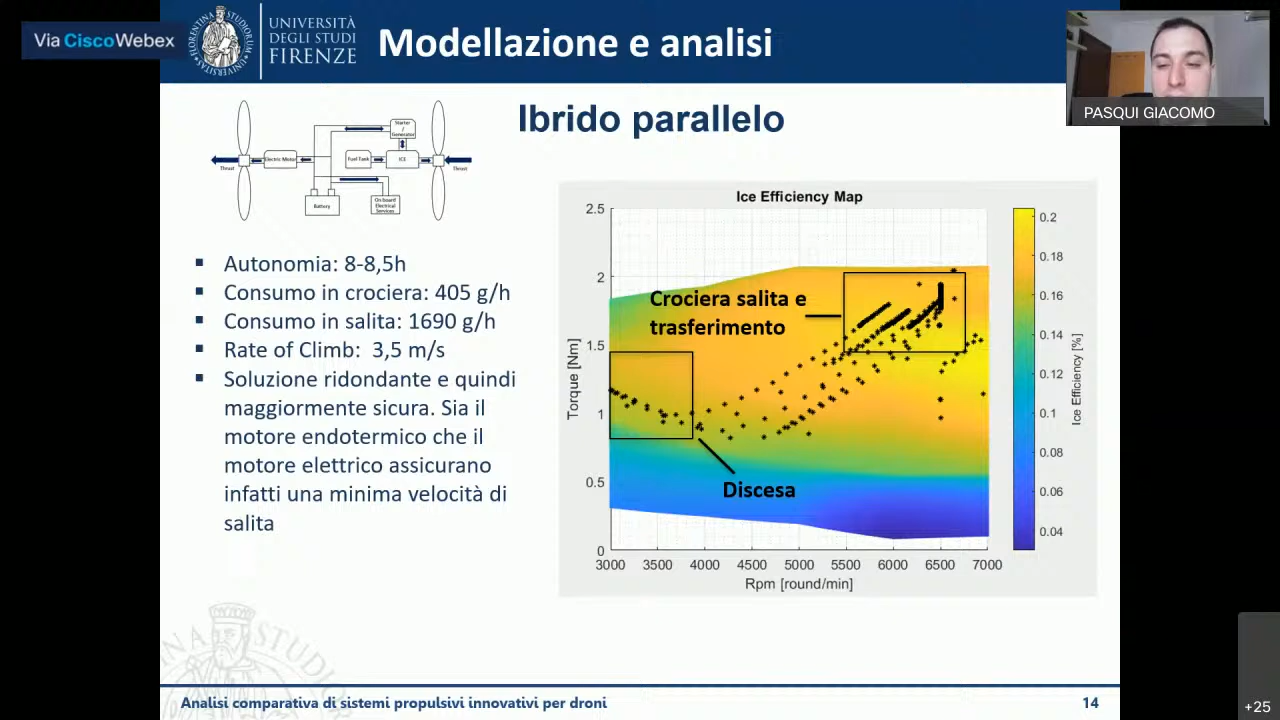 Via Cisco Webex
UNIVERSITÀ
DEGLI STUDI
FIRENZE
Modellazione e analisi
PASQUI GIACOMO
Ibrido parallelo
Starter
/
Generator
Electric Motor
Fuel Tank
ICE
Thrust
Thrust
Battery
On-board
Electrical
Services
▪ Autonomia: 8-8,5h
▪ Consumo in crociera: 405 g/h
▪ Consumo in salita: 1690 g/h
▪ Rate of Climb: 3,5 m/s
▪ Soluzione ridondante e quindi
maggiormente sicura. Sia il
motore endotermico che il
motore elettrico assicurano
infatti una minima velocità di
salita
Ice Efficiency Map
2.5
2
1.5
1
0.5
0
Torque [Nm]
Crociera salita e
trasferimento
Discesa
3000 3500 4000 4500 5000 5500 6000 6500 7000
Rpm [round/min]
0.2
0.18
0.16
0.14
0.12
0.1
0.08
0.06
0.04
Ice Efficiency [%]
Analisi comparativa di sistemi propulsivi innovativi per droni
14
+25